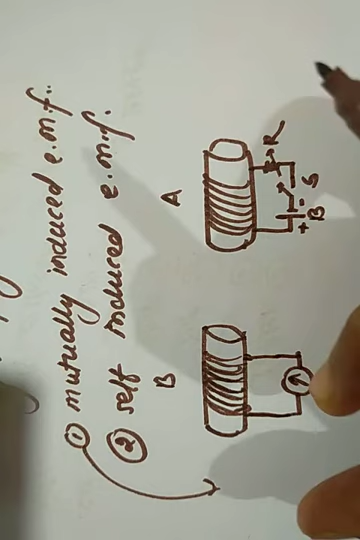 ① mutually induced e.m.f.
② self induced e.m.f.
B A
R
S
+ -
B